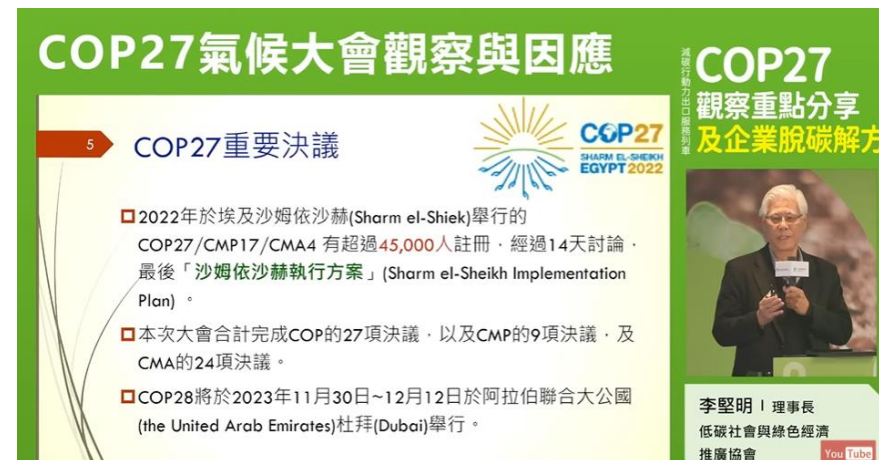 COP27氣候大會觀察與因應
5
COP27重要決議
COP27
SHARM EL-SHEIKH
EGYPT2022
2022年於埃及沙姆依沙赫(Sharm el-Shiek)舉行的
COP27/CMP17/CMA4 有超過45,000人註冊,經過14天討論,
最後「沙姆依沙赫執行方案」(Sharm el-Sheikh Implementation
Plan) 。
本次大會合計完成COP的27項決議,以及CMP的9項決議,及
CMA的24項決議。
COP28將於2023年11月30日~12月12日於阿拉伯聯合大公國
(the United Arab Emirates)杜拜(Dubai)舉行。
減碳行動力出口服務列車
COP27
觀察重點分享
及企業脫碳解方
李堅明 | 理事長
低碳社會與綠色經濟
推廣協會
You Tube